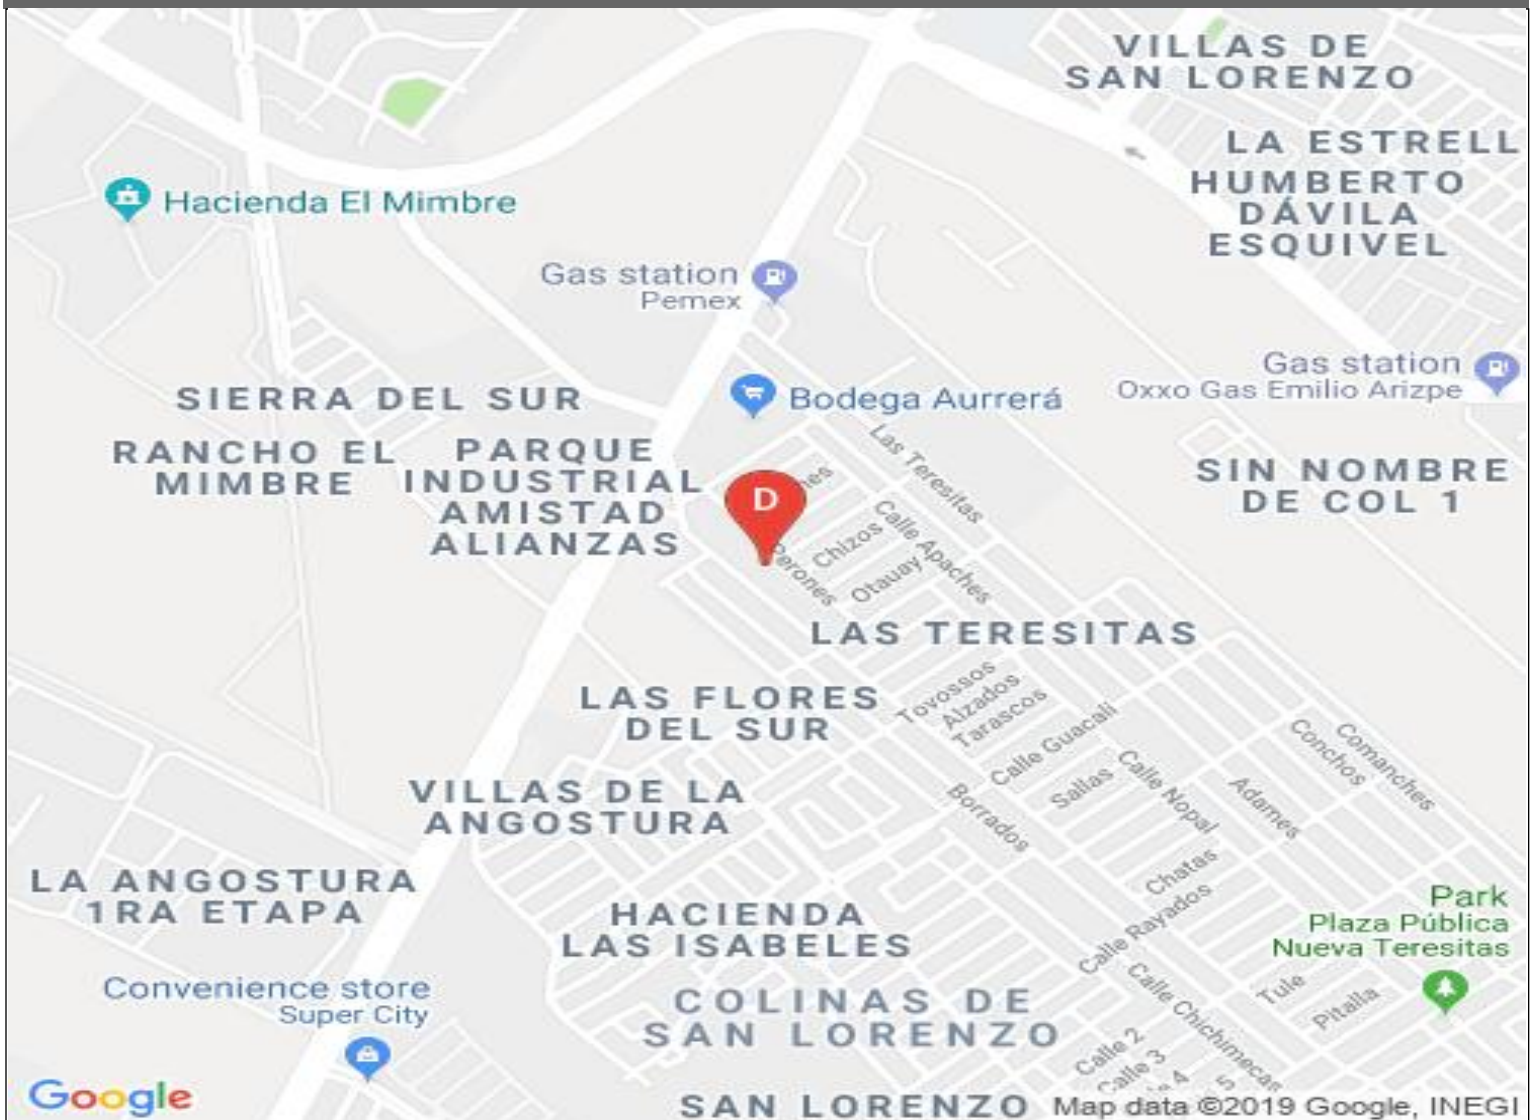 VILLAS DE
SAN LORENZO
LA ESTRELL
HUMBERTO
DÁVILA
ESQUIVEL
Hacienda El Mimbre
Gas station
Pemex
Gas station
Oxxo Gas Emilio Arizpe
SIERRA DEL SUR
Bodega Aurrerá
RANCHO EL
MIMBRE
PARQUE
INDUSTRIAL
AMISTAD
ALIANZAS
SIN NOMBRE
DE COL 1
Las Teresitas
D
nes
Chizos
Calle Apaches
Otauay
Perones
LAS TERESITAS
LAS FLORES
DEL SUR
Tovossos
Alzados
Tarascos
Calle Guacali
Conchos
Comanches
VILLAS DE LA
ANGOSTURA
Borrados
Salias
Calle Nopal
Adames
LA ANGOSTURA
1RA ETAPA
Chatas
Calle Rayados
HACIENDA
LAS ISABELES
Park
Plaza Pública
Nueva Teresitas
Convenience store
Super City
COLINAS DE
SAN LORENZO
Calle Chichimecas
Tule
Pitalla
Calle 2
Calle 3
4
5
Google
SAN LORENZO
Map data ©2019 Google, INEGI